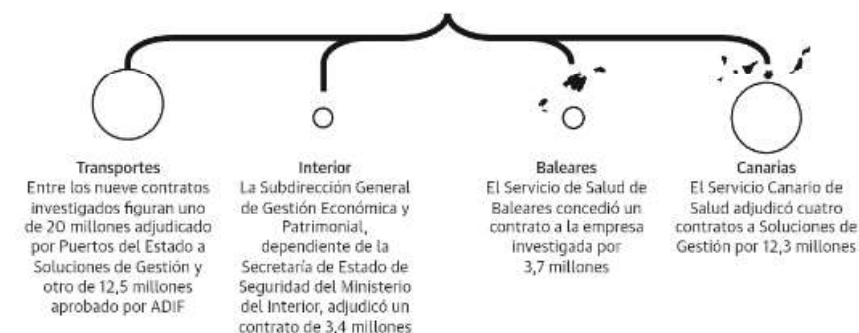 Transportes
Entre los nueve contratos
investigados figuran uno
de 20 millones adjudicado
por Puertos del Estado a
Soluciones de Gestión y
otro de 12,5 millones
aprobado por ADIF
Interior
La Subdirección General
de Gestión Económica y
Patrimonial,
dependiente de la
Secretaría de Estado de
Seguridad del Ministerio
del Interior, adjudicó un
contrato de 3,4 millones
Baleares
El Servicio de Salud de
Baleares concedió un
contrato a la empresa
investigada por
3,7 millones
Canarias
El Servicio Canario de
Salud adjudicó cuatro
contratos a Soluciones de
Gestión por 12,3 millones